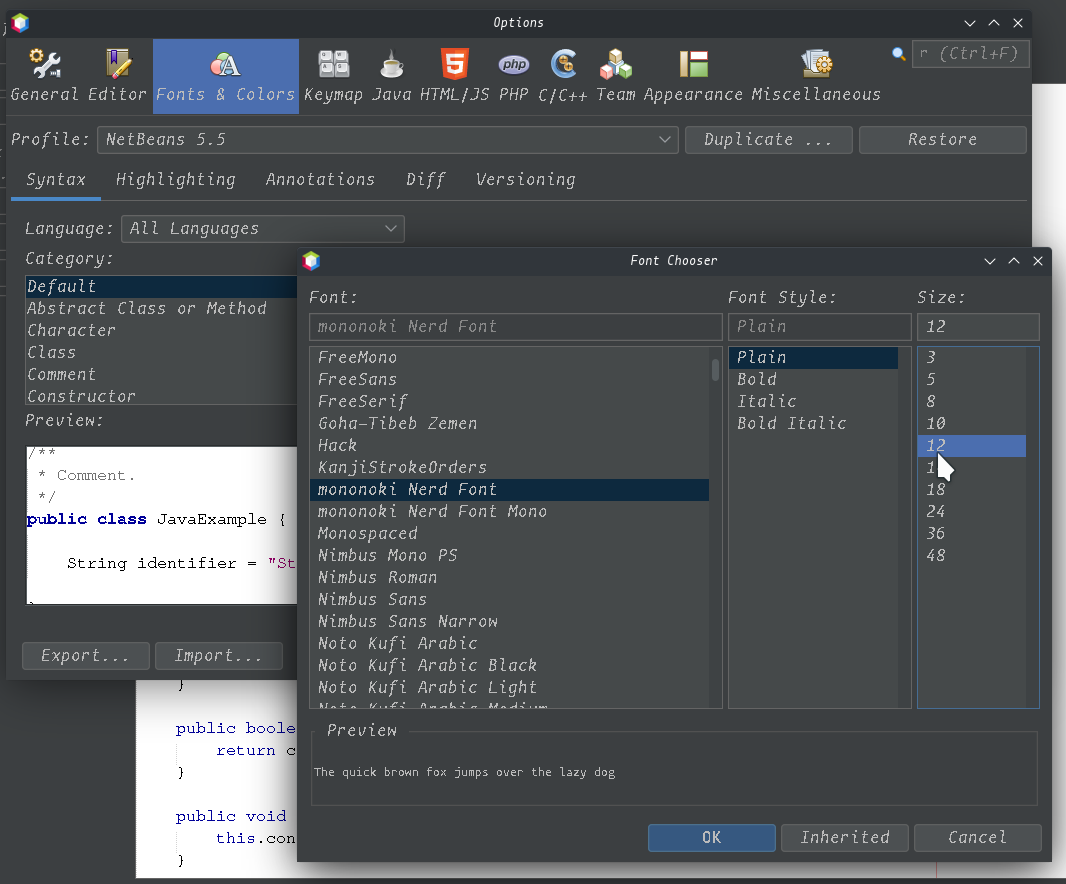 Options
General Editor Fonts & Colors Keymap Java HTML/JS PHP C/C++ Team Appearance Miscellaneous
php
r (Ctrl+F)
Profile: NetBeans 5.5 Duplicate ... Restore
Syntax Highlighting Annotations Diff Versioning
Language: All Languages
Category:
Default
Abstract Class or Method
Character
Class
Comment
Constructor
Preview:
/**
* Comment.
*/
public class JavaExample {
String identifier = "St
Export... Import...
}
public boole
return c
}
public void
this.con
}
Font Chooser
Font: Font Style: Size:
mononoki Nerd Font Plain 12
FreeMono
FreeSans
FreeSerif
Goha-Tibeb Zemen
Hack
KanjiStrokeOrders
mononoki Nerd Font
mononoki Nerd Font Mono
Monospaced
Nimbus Mono PS
Nimbus Roman
Nimbus Sans
Nimbus Sans Narrow
Noto Kufi Arabic
Noto Kufi Arabic Black
Noto Kufi Arabic Light
Noto Kufi Arabic Medium
Plain
Bold
Italic
Bold Italic
3
5
8
10
12
18
24
36
48
Preview
The quick brown fox jumps over the lazy dog
OK Inherited Cancel